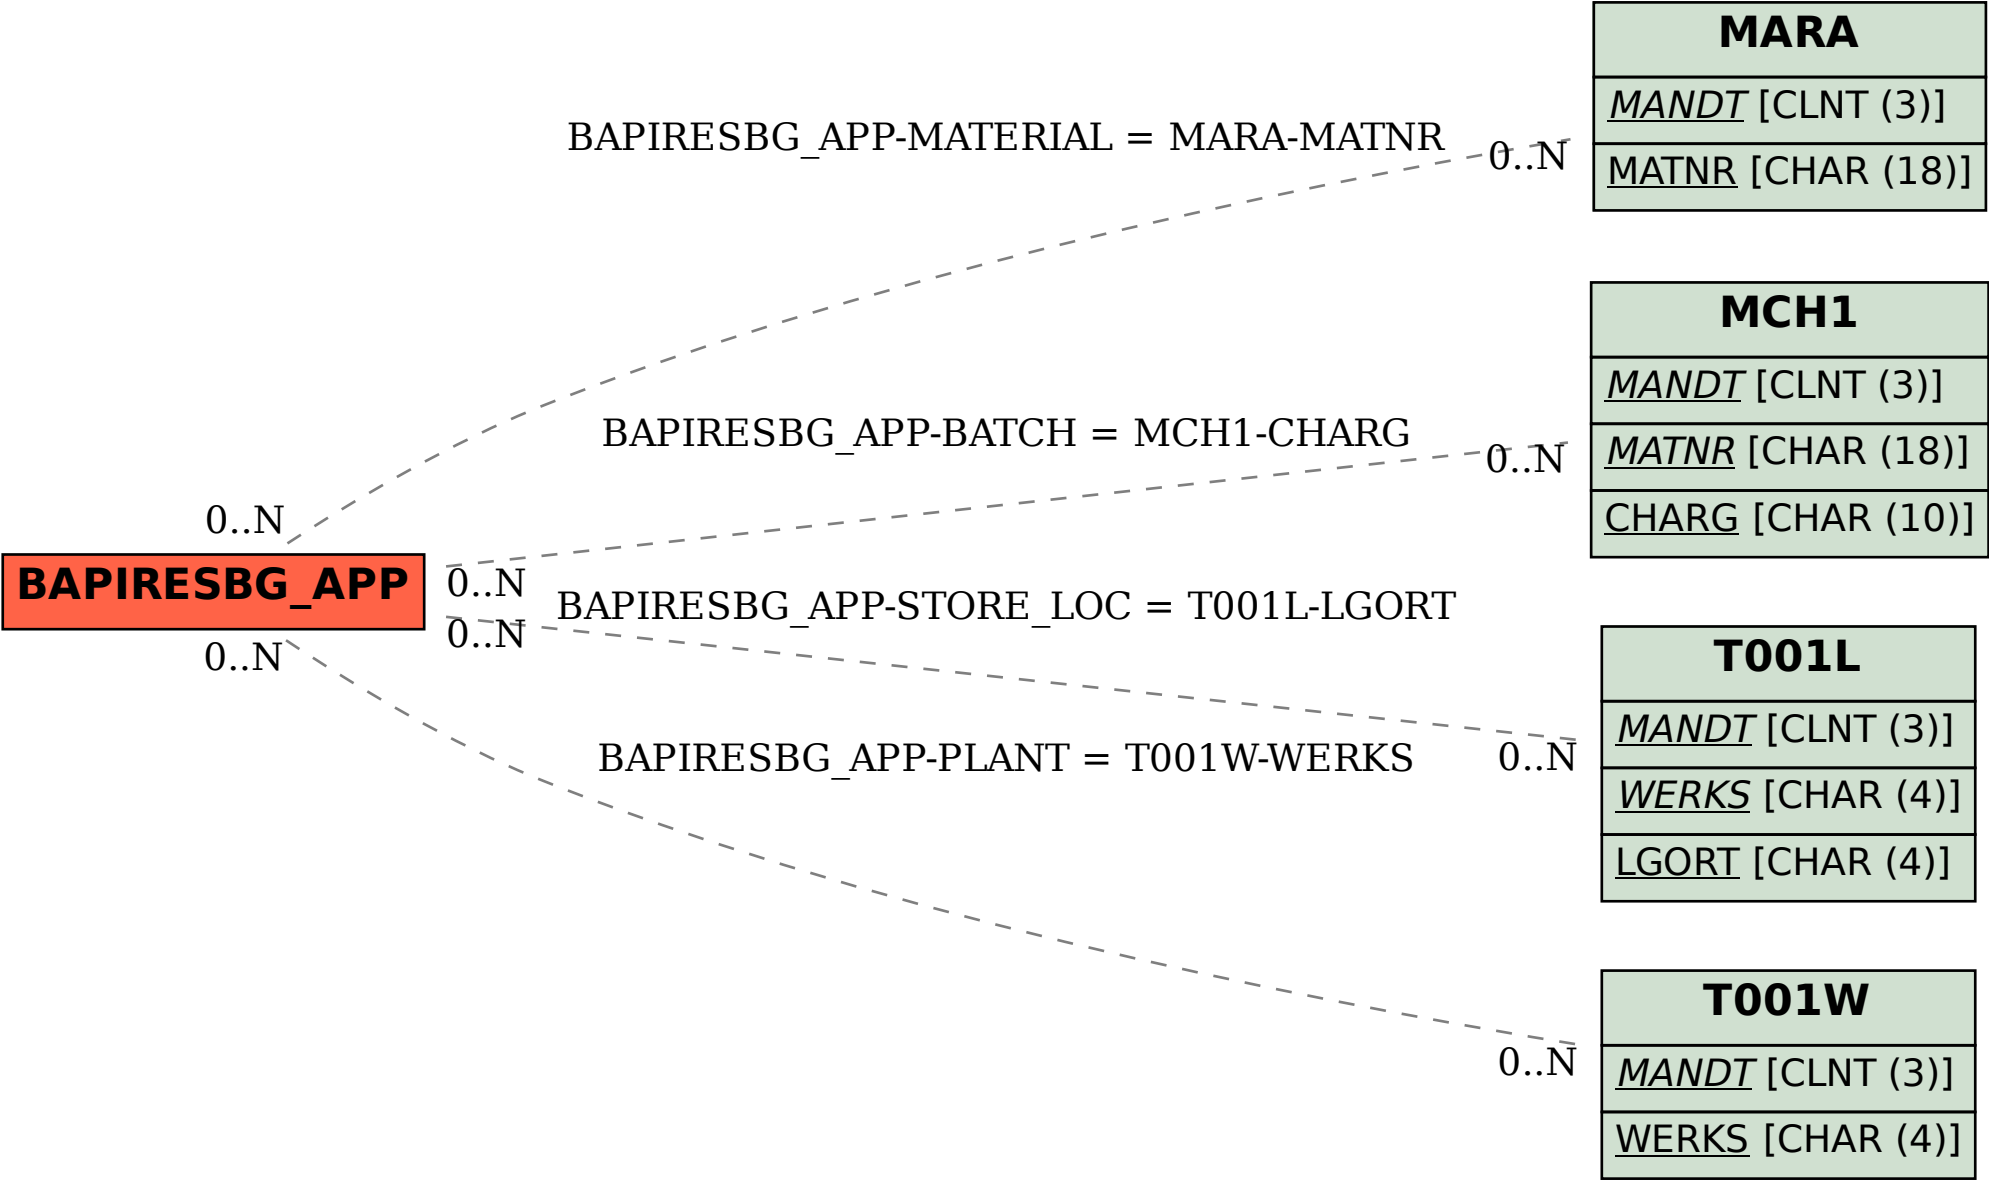 MARA
MANDT [CLNT (3)]
MATNR [CHAR (18)]
BAPIRESBG_APP-MATERIAL = MARA-MATNR
0..N
MCH1
MANDT [CLNT (3)]
MATNR [CHAR (18)]
CHARG [CHAR (10)]
BAPIRESBG_APP-BATCH = MCH1-CHARG
0..N
0..N
BAPIRESBG_APP
0..N
0..N
0..N
BAPIRESBG_APP-STORE_LOC = T001L-LGORT
T001L
MANDT [CLNT (3)]
WERKS [CHAR (4)]
LGORT [CHAR (4)]
0..N
BAPIRESBG_APP-PLANT = T001W-WERKS
T001W
MANDT [CLNT (3)]
WERKS [CHAR (4)]
0..N